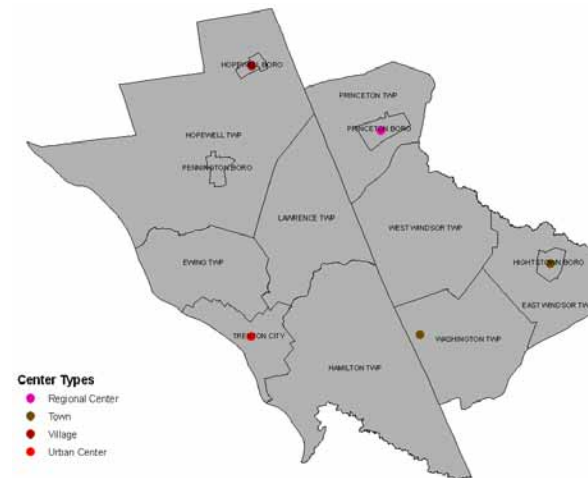 HOPEWELL BORO
PRINCETON TWP
PRINCETON BORO
HOPEWELL TWP
PENNINGTON BORO
LAWRENCE TWP
WEST WINDSOR TWP
EWING TWP
HIGHTSTOWN BORO
EAST WINDSOR TW
TRENTON CITY
WASHINGTON TWP
HAMILTON TWP
Center Types
Regional Center
Town
Village
Urban Center